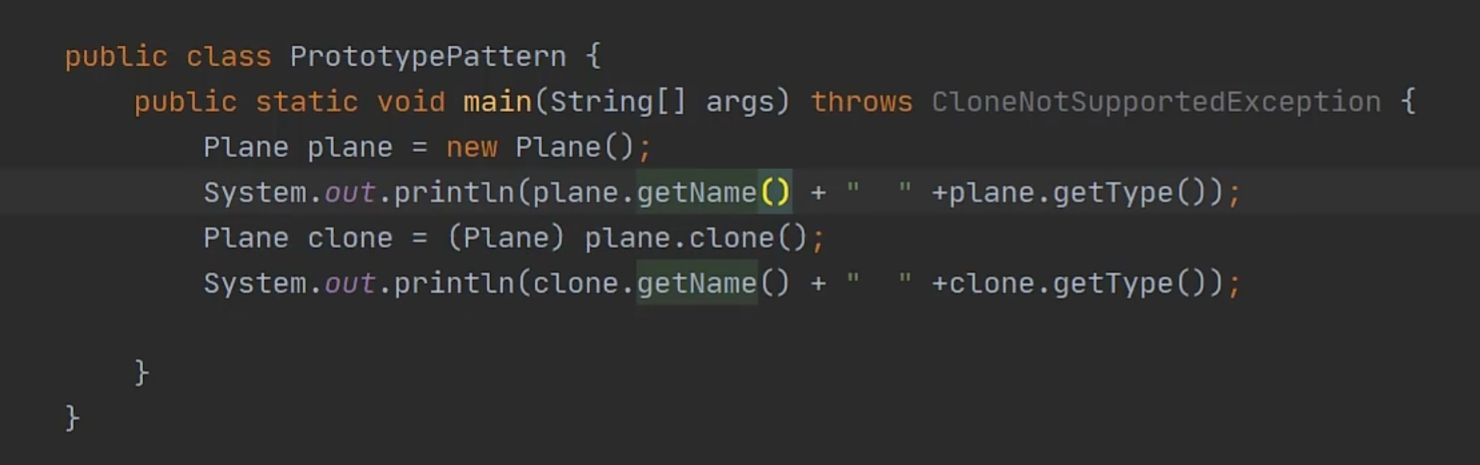 public class PrototypePattern {
    public static void main(String[] args) throws CloneNotSupportedException {
        Plane plane = new Plane();
        System.out.println(plane.getName() + "  " +plane.getType());
        Plane clone = (Plane) plane.clone();
        System.out.println(clone.getName() + "  " +clone.getType());
    }
}